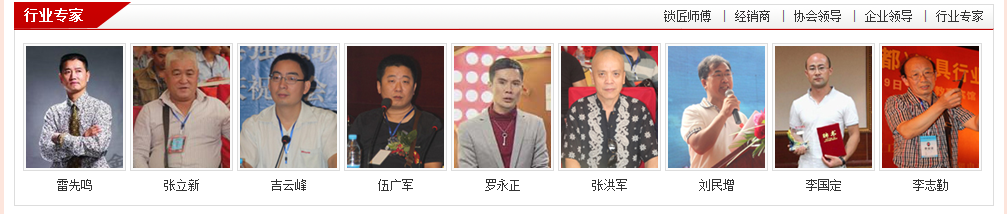 行业专家
锁匠师傅 | 经销商 | 协会领导 | 企业领导 | 行业专家
雷先鸣 张立新 吉云峰 伍广军 罗永正 张洪军 刘民增 李国定 李志勤